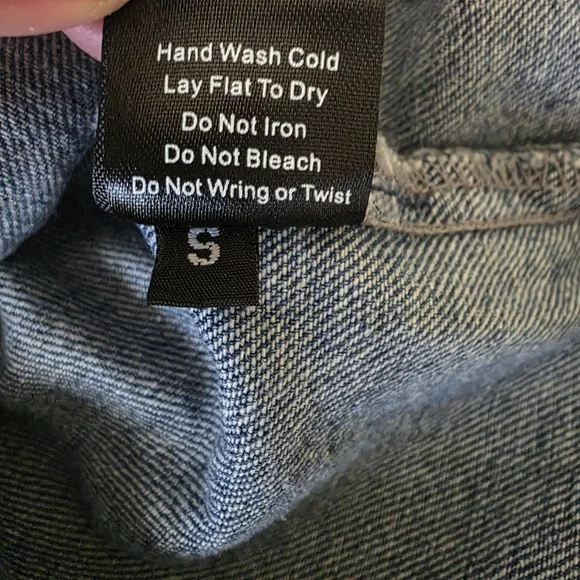 Hand Wash Cold
Lay Flat To Dry
Do Not Iron
Do Not Bleach
Do Not Wring or Twist
S